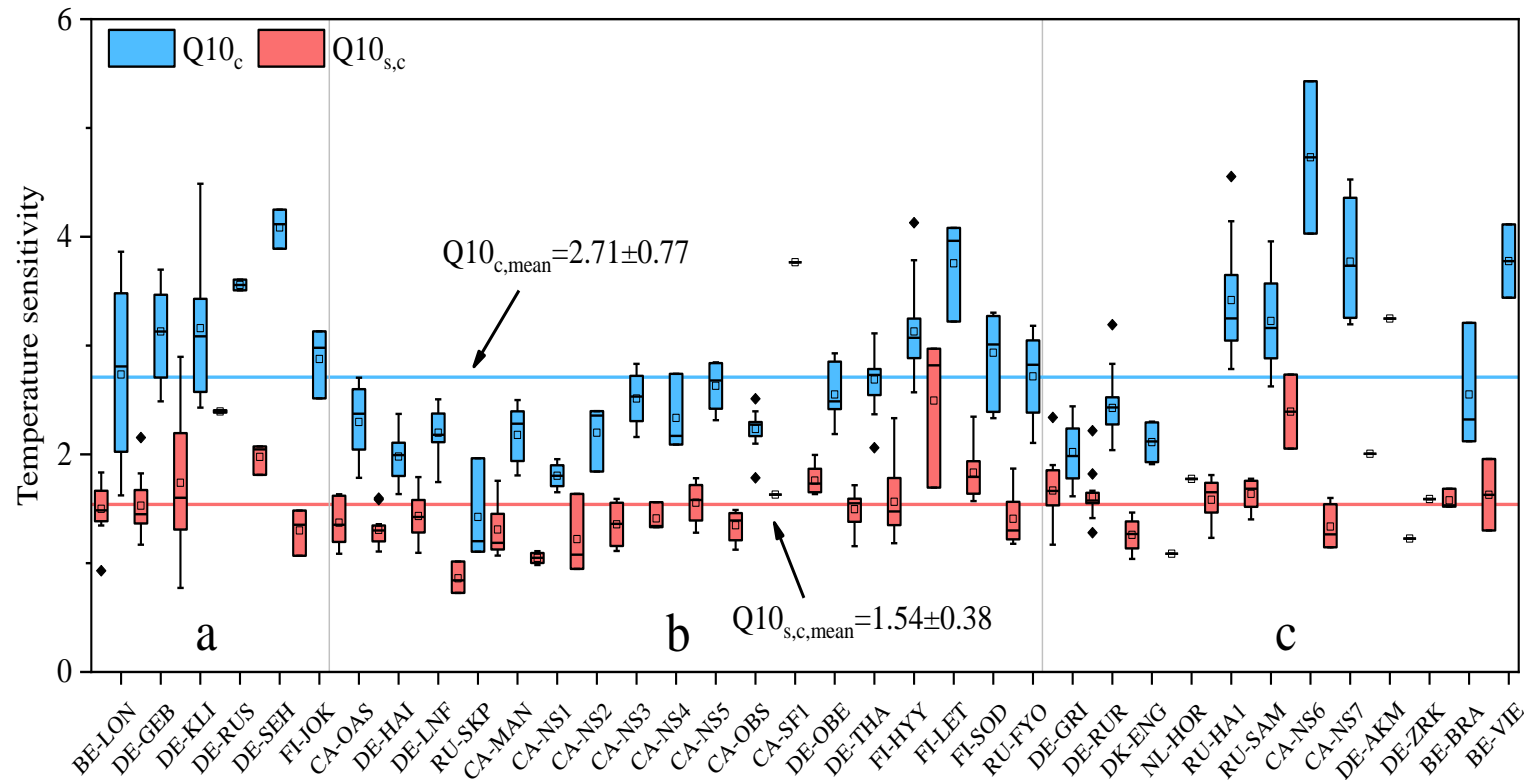 6
Q10c
Q10s,c
Temperature sensitivity
4
Q10c,mean=2.71±0.77
2
Q10s,c,mean=1.54±0.38
a
b
c
0
BE-LON
DE-GEB
DE-KLI
DE-RUS
DE-SEH
FI-JOK
CA-OAS
DE-HAI
DE-LNF
RU-SKP
CA-MAN
CA-NS1
CA-NS2
CA-NS3
CA-NS4
CA-NS5
CA-OBS
CA-SF1
DE-OBE
DE-THA
FI-HYY
FI-LET
FI-SOD
RU-FYO
DE-GRI
DE-RUR
DK-ENG
NL-HOR
RU-HA1
RU-SAM
CA-NS6
CA-NS7
DE-AKM
DE-ZRK
BE-BRA
BE-VIE